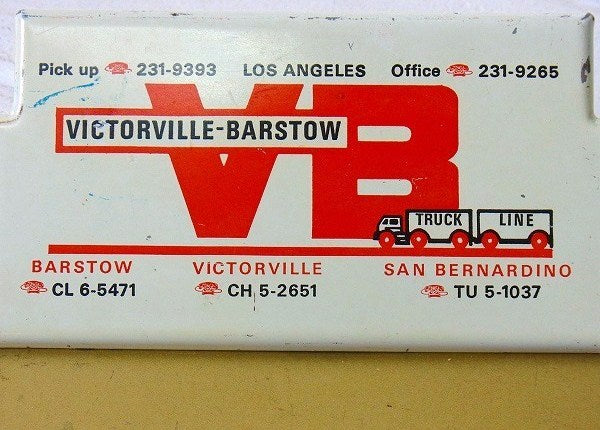 Pick up 231-9393 LOS ANGELES Office 231-9265
VB
VICTORVILLE-BARSTOW
TRUCK LINE
BARSTOW VICTORVILLE SAN BERNARDINO
CL 6-5471 CH 5-2651 TU 5-1037